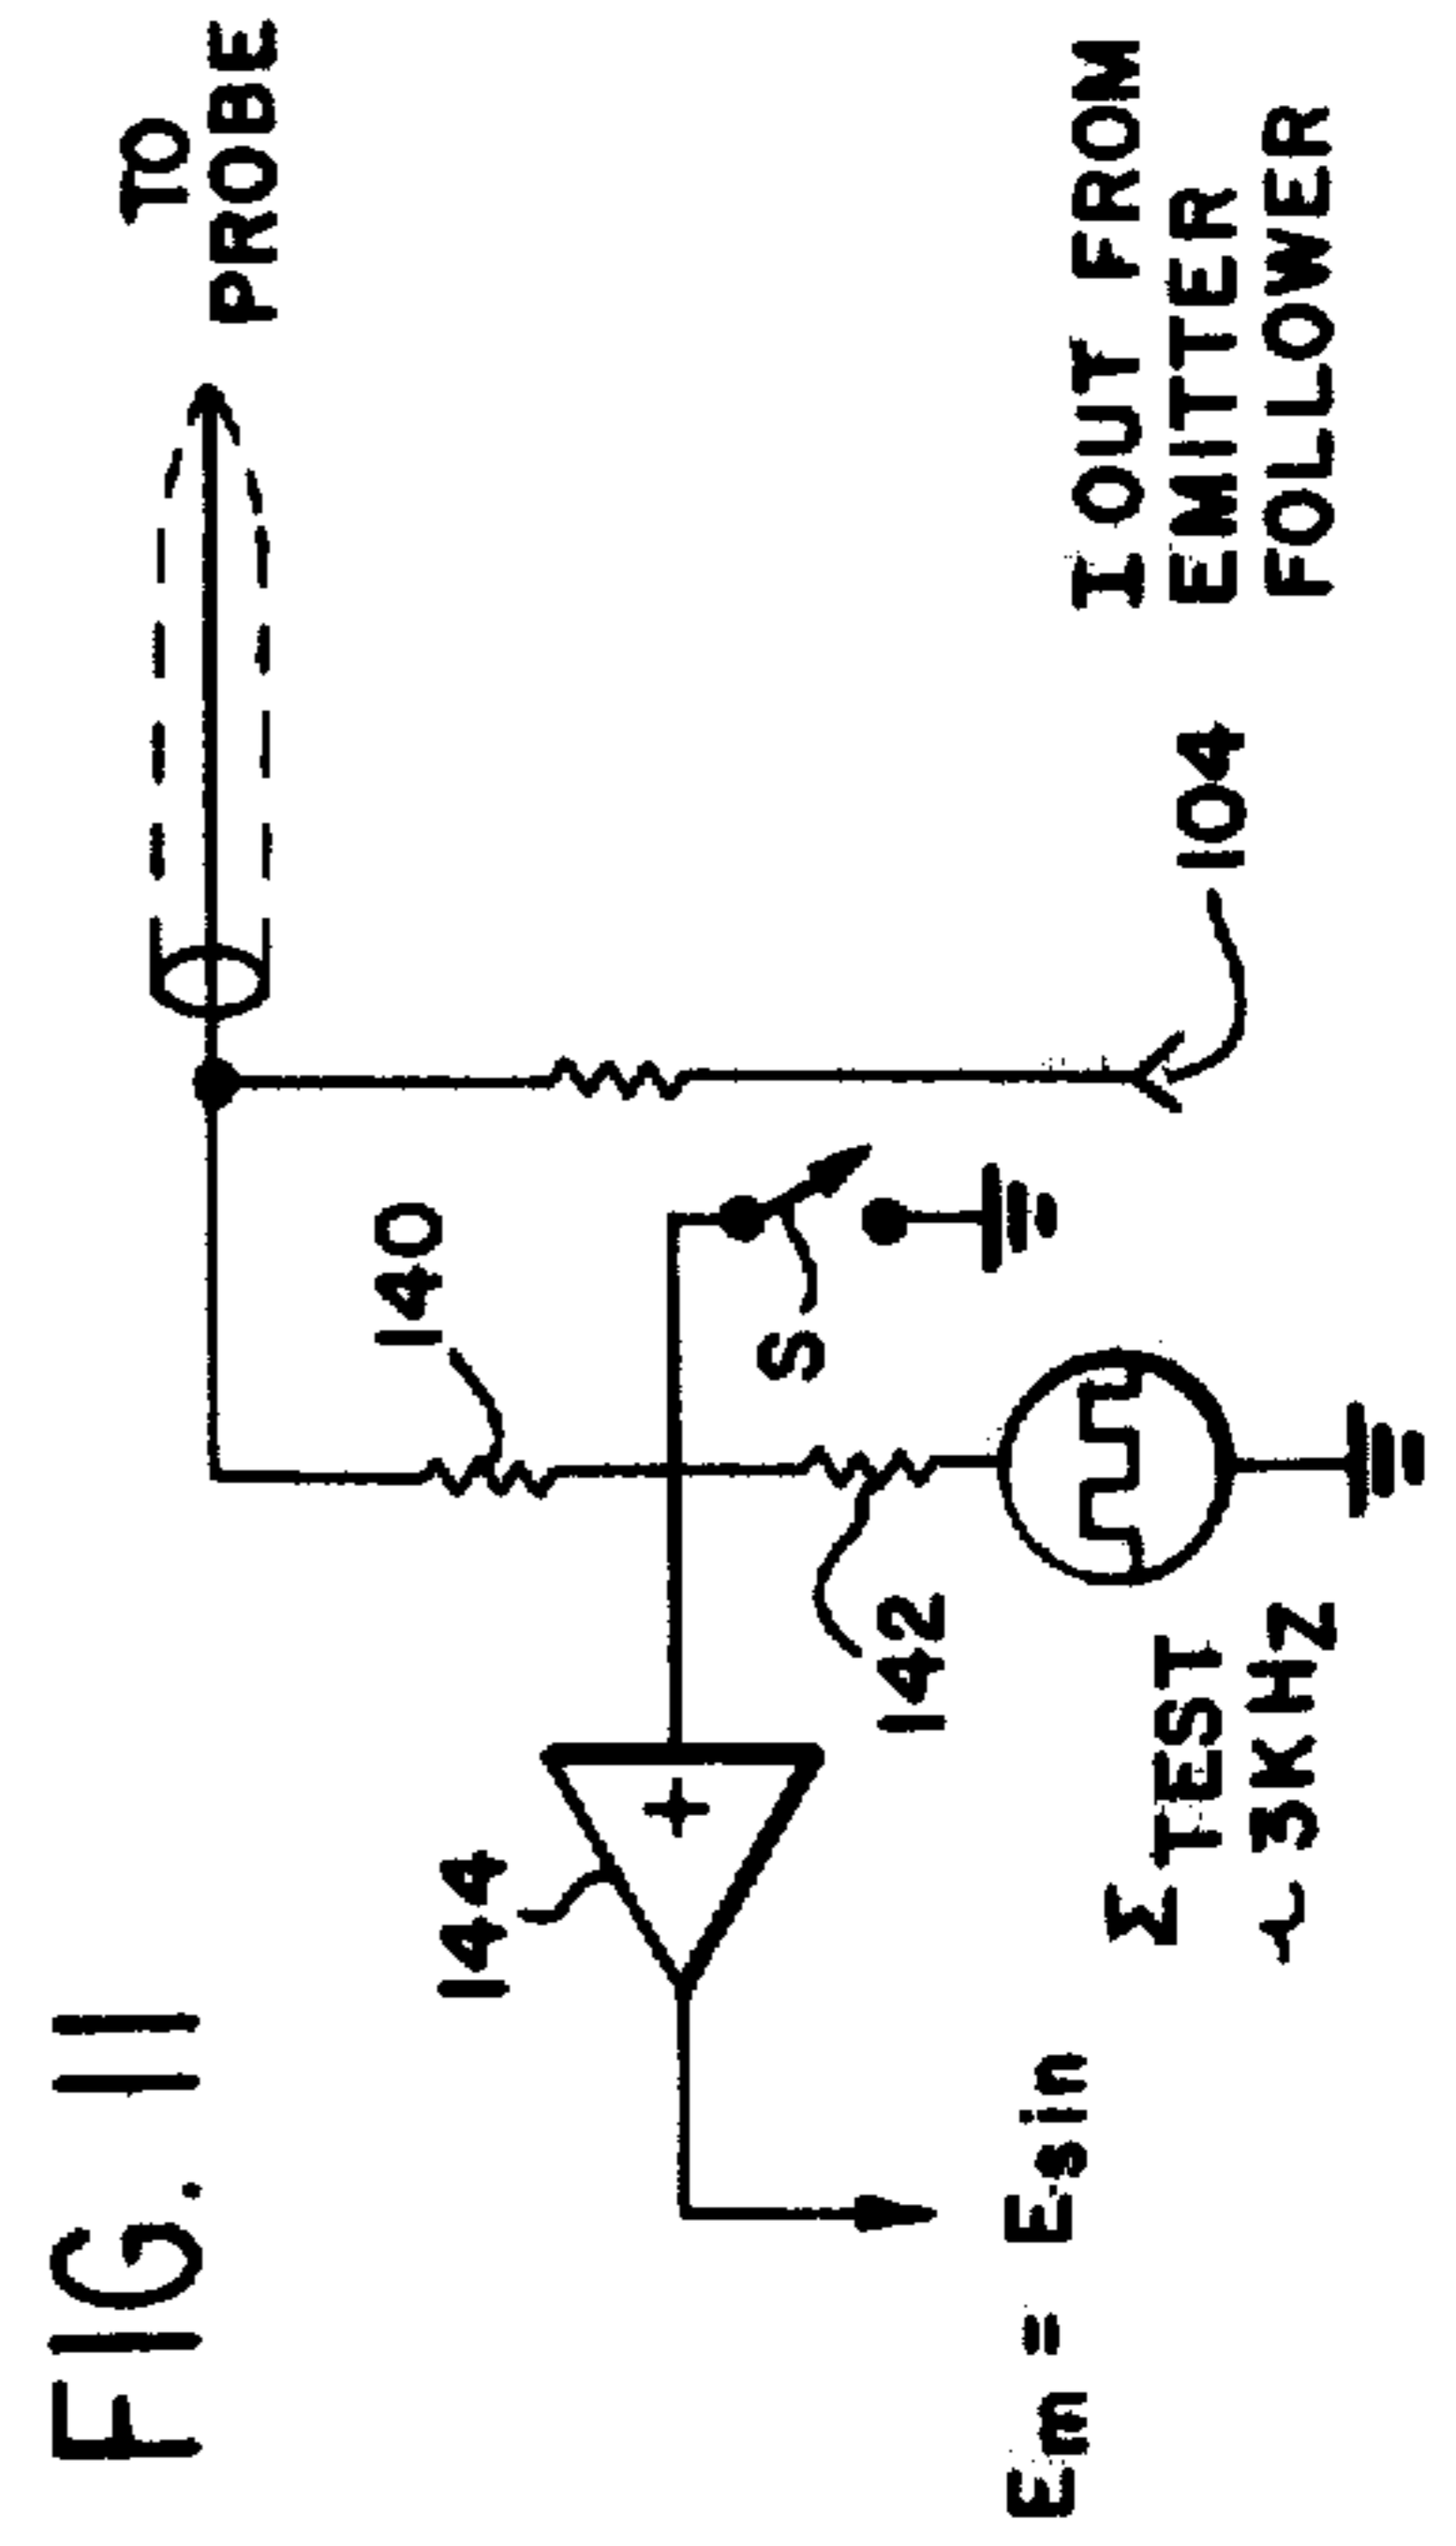 FIG. 11
TO
PROBE
140
144
S
142
104
I OUT FROM
EMITTER
FOLLOWER
Σ TEST
~ 3KHZ
Em = Esin